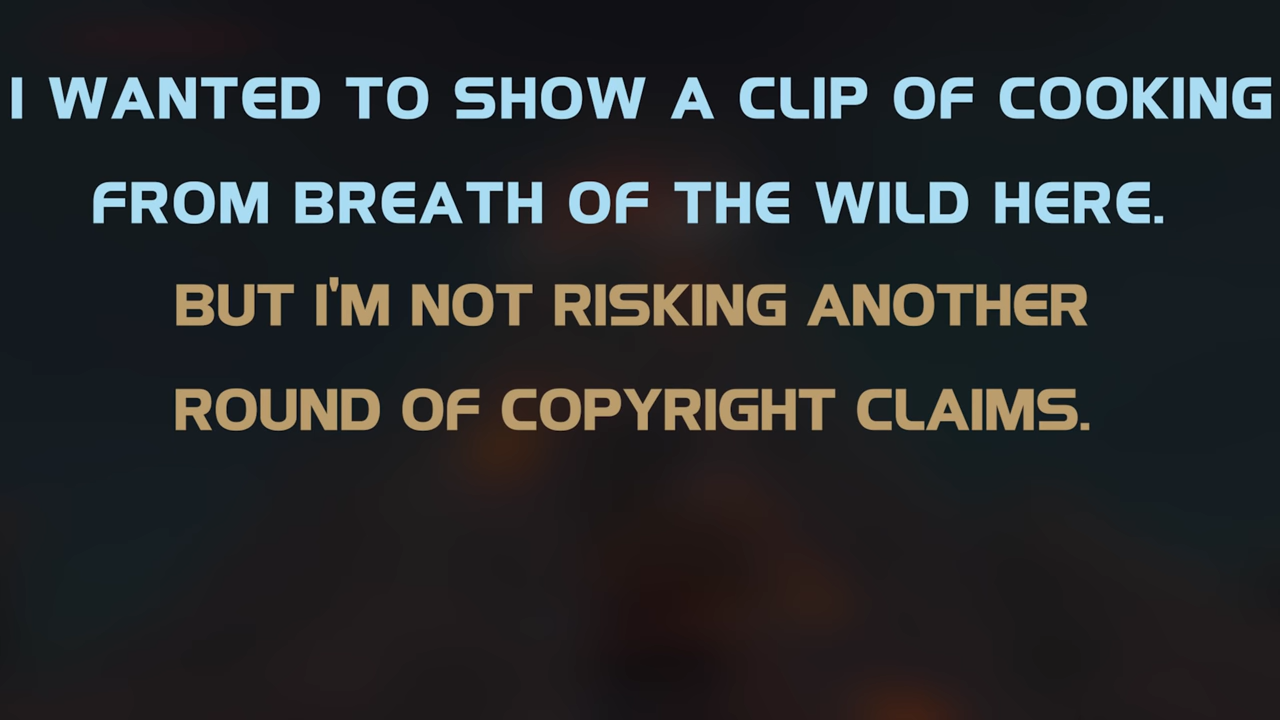 I WANTED TO SHOW A CLIP OF COOKING
FROM BREATH OF THE WILD HERE.
BUT I'M NOT RISKING ANOTHER
ROUND OF COPYRIGHT CLAIMS.